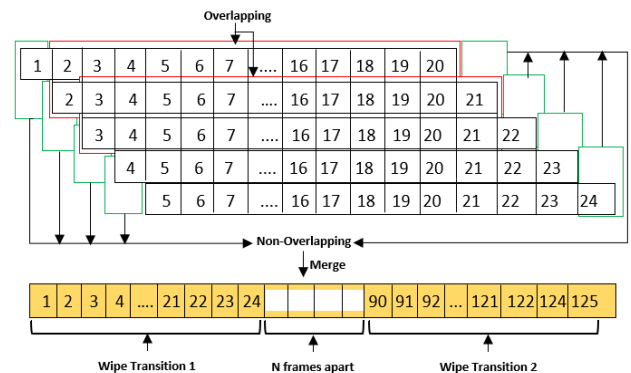 Overlapping
1 2 3 4 5 6 7 .... 16 17 18 19 20
2 3 4 5 6 7 .... 16 17 18 19 20 21
3 4 5 6 7 .... 16 17 18 19 20 21 22
4 5 6 7 .... 16 17 18 19 20 21 22 23
5 6 7 .... 16 17 18 19 20 21 22 23 24
Non-Overlapping
Merge
1 2 3 4 .... 21 22 23 24 90 91 92 ... 121 122 124 125
Wipe Transition 1 N frames apart Wipe Transition 2